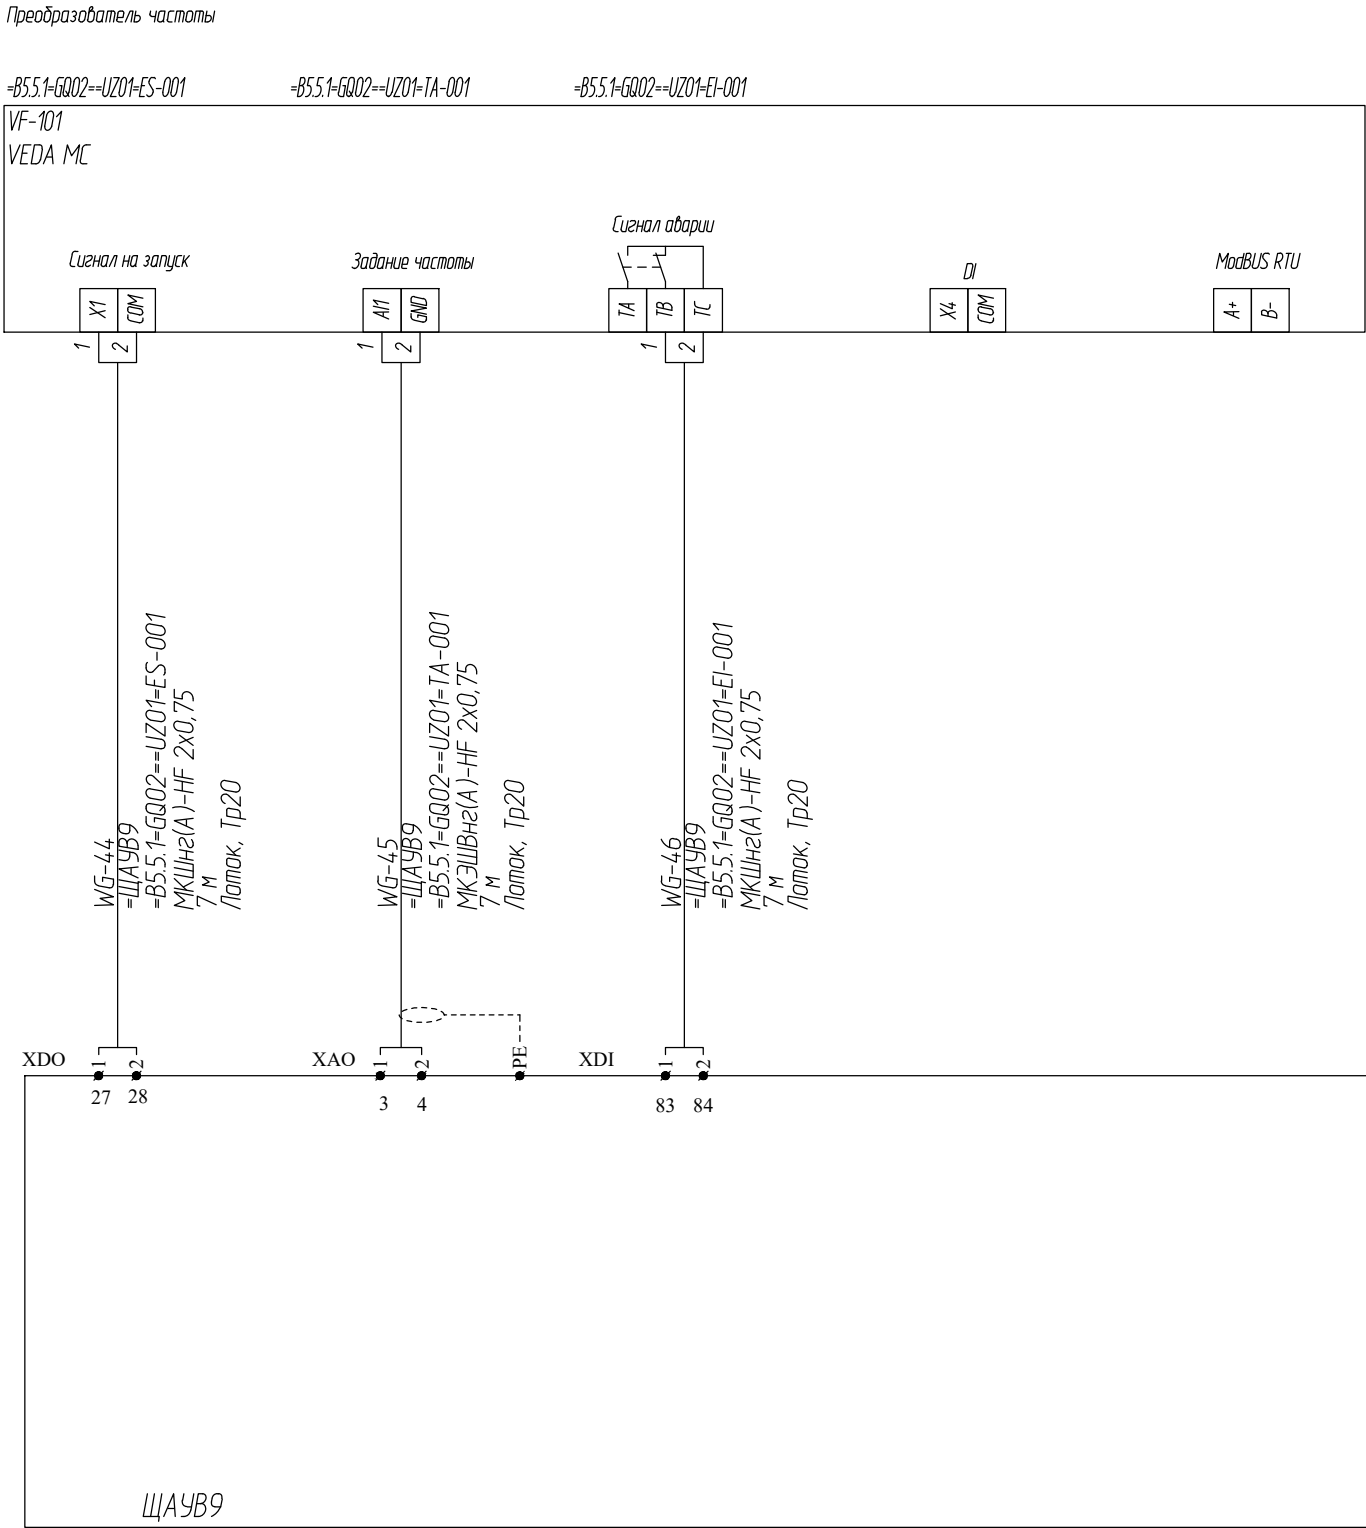 Преобразователь частоты
=B5.5.1=GQ02==UZ01=ES-001
=B5.5.1=GQ02==UZ01=TA-001
=B5.5.1=GQ02==UZ01=EI-001
VF-101
VEDA MC
Сигнал на запуск
Задание частоты
Сигнал аварии
DI
ModBUS RTU
X1
COM
AI1
GND
TA
TB
TC
X4
COM
A+
B-
1
2
1
2
1
2
WG-44
=ЩАУВ9
=B5.5.1=GQ02==UZ01=ES-001
МКШнг(А)-HF 2x0,75
7 м
Лоток, Тр20
WG-45
=ЩАУВ9
=B5.5.1=GQ02==UZ01=TA-001
МКЭШВнг(А)-HF 2x0,75
7 м
Лоток, Тр20
WG-46
=ЩАУВ9
=B5.5.1=GQ02==UZ01=EI-001
МКШнг(А)-HF 2x0,75
7 м
Лоток, Тр20
XDO
1
2
XAO
1
2
PE
XDI
1
2
27
28
3
4
83
84
ЩАУВ9